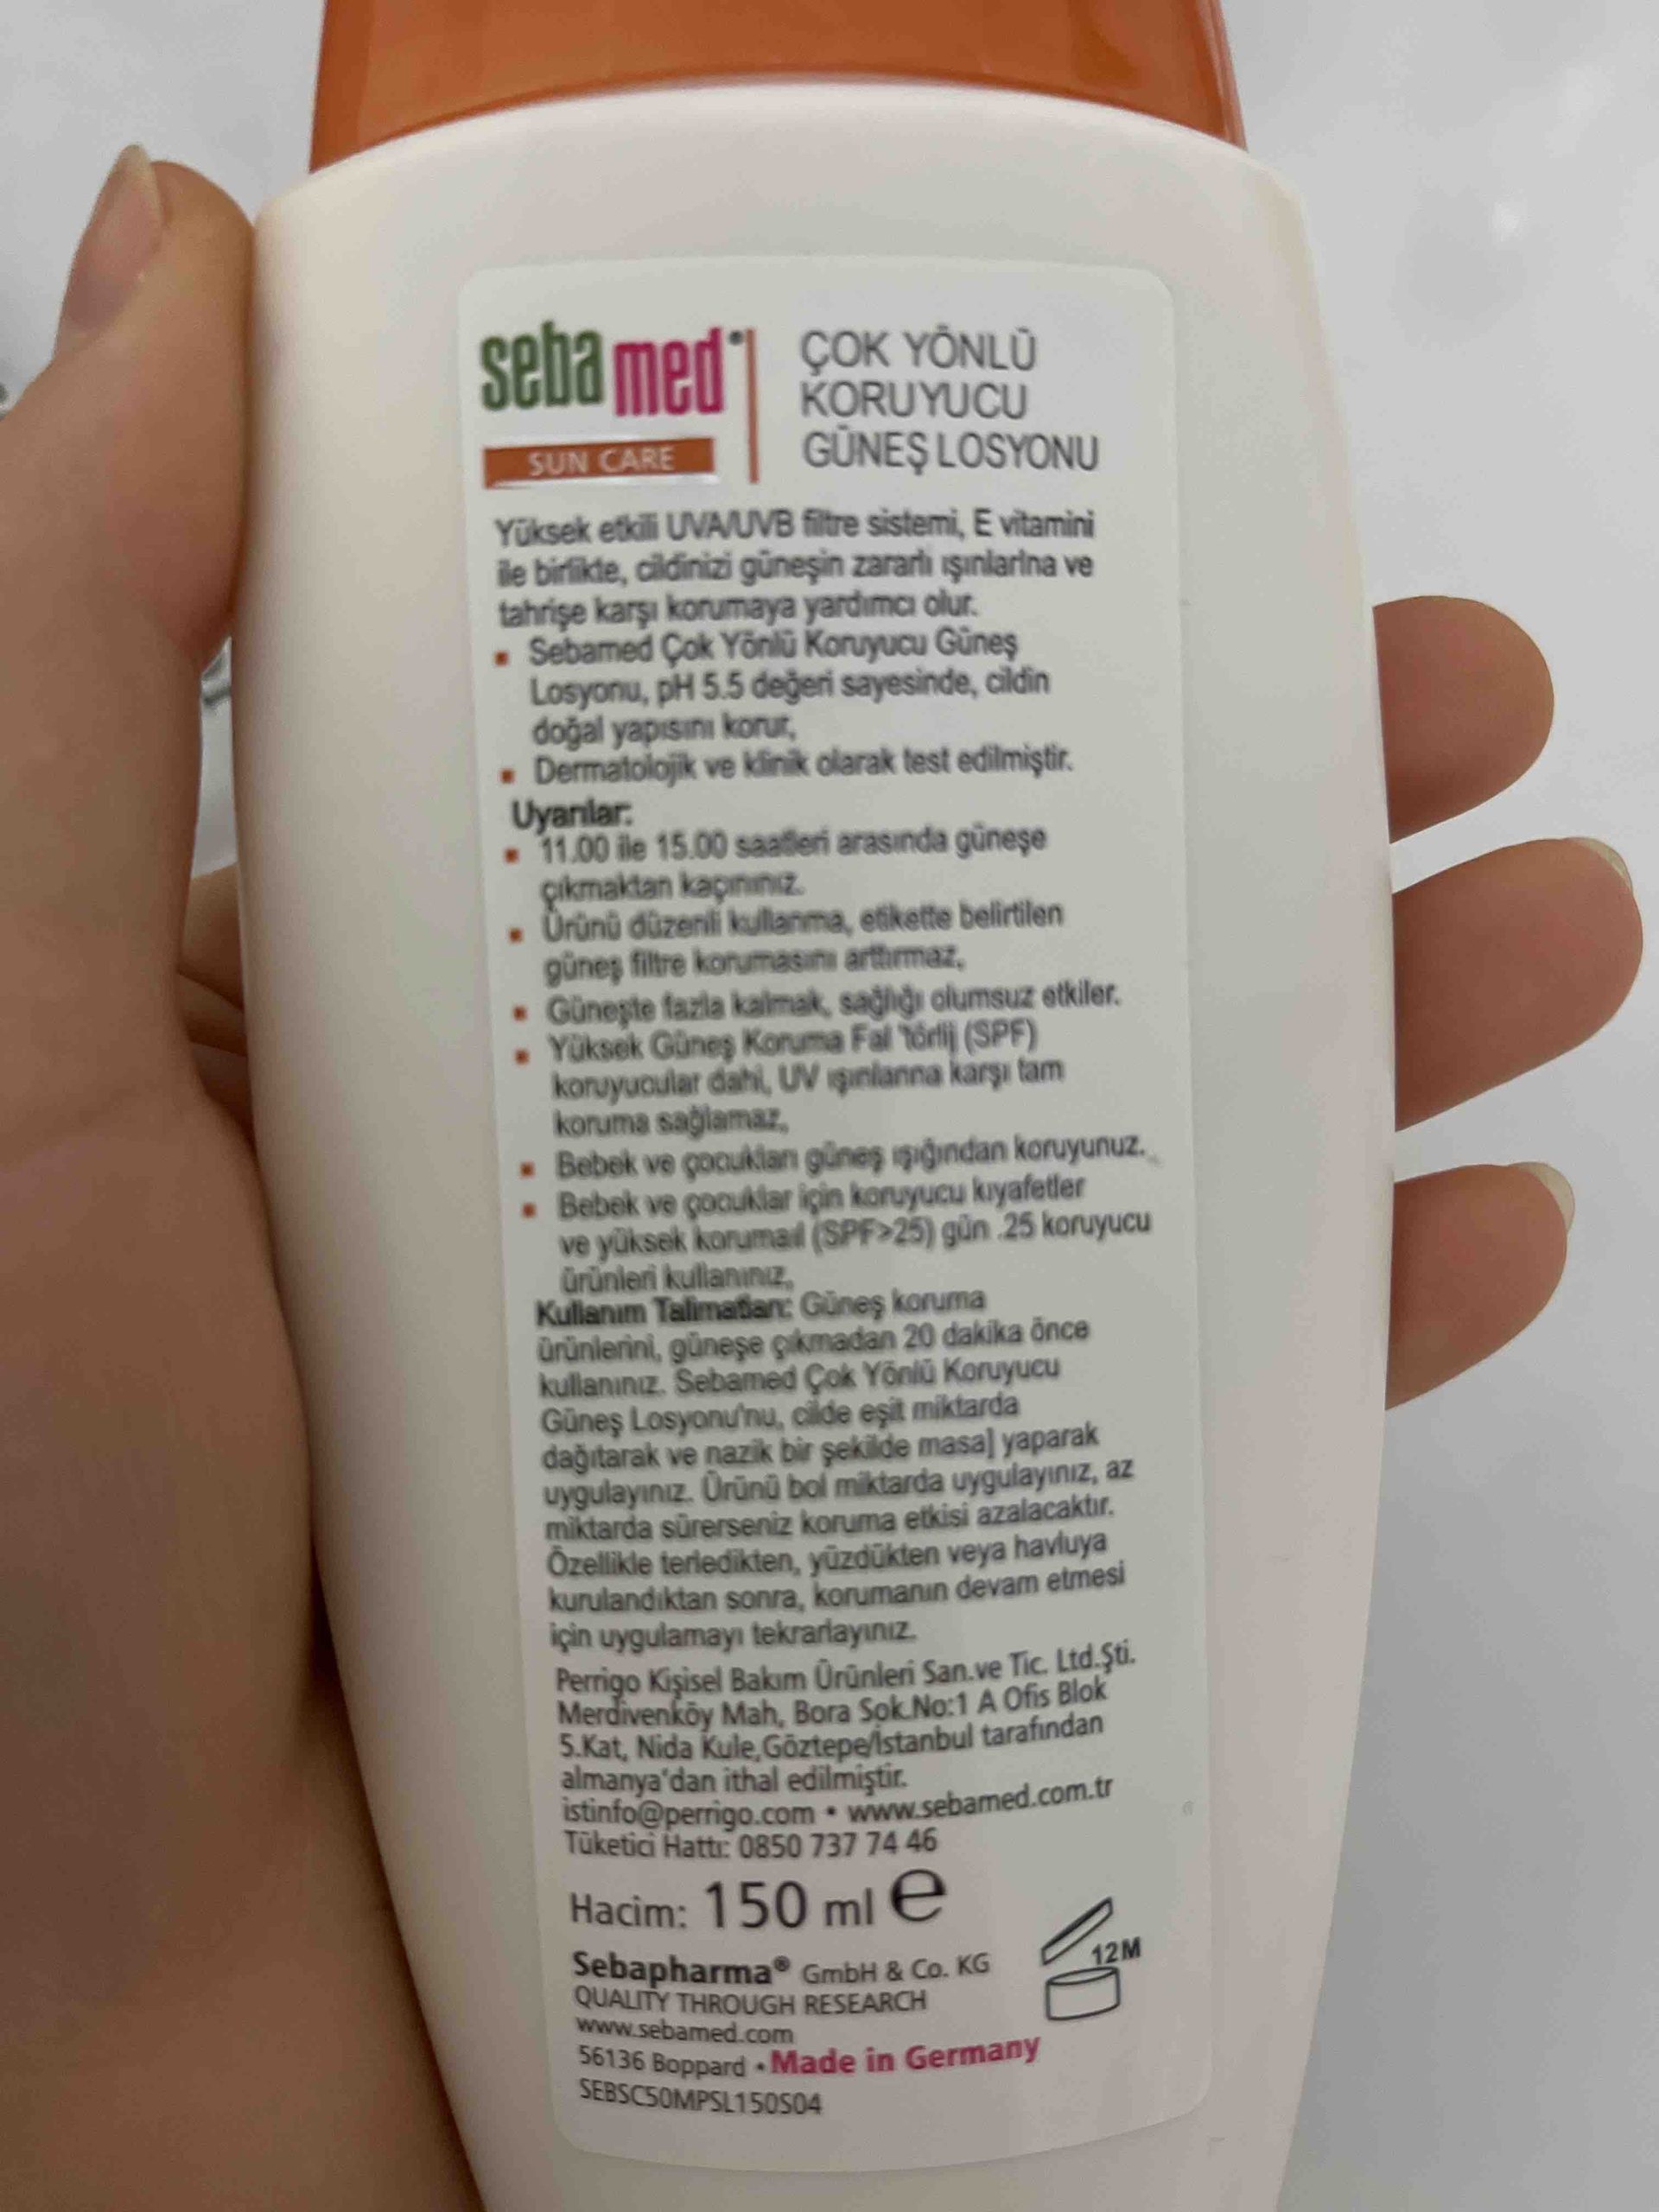 sebamed
SUN CARE
ÇOK YÖNLÜ
KORUYUCU
GÜNEŞ LOSYONU
Yüksek etkili UVA/UVB filtre sistemi, E vitamini
ile birlikte, cildinizi güneşin zararlı ışınlarlna ve
tahrişe karşı korumaya yardımcı olur.
▪ Sebamed Çok Yönlü Koruyucu Güneş
Losyonu, pH 5.5 değeri sayesinde, cildin
doğal yapısını korur,
▪ Dermatolojik ve klinik olarak test edilmiştir.
Uyarılar:
▪ 11.00 ile 15.00 saatleri arasında güneşe
çıkmaktan kaçınınız.
▪ Ürünü düzenli kullanma, etikette belirtilen
güneş filtre korumasını arttırmaz,
▪ Güneşte fazla kalmak, sağlığı olumsuz etkiler.
▪ Yüksek Güneş Koruma Fal 'törlij (SPF)
koruyucular dahi, UV ışınlanna karşı tam
koruma sağlamaz,
▪ Bebek ve çocukları güneş ışığından koruyunuz.
▪ Bebek ve çocuklar için koruyucu kıyafetler
ve yüksek korumaıl (SPF>25) gün .25 koruyucu
ürünleri kullanınız,
Kullanım Talimatları: Güneş koruma
ürünlerini, güneşe çıkmadan 20 dakika önce
kullanınız. Sebamed Çok Yönlü Koruyucu
Güneş Losyonu'nu, cilde eşit miktarda
dağıtarak ve nazik bir şekilde masa] yaparak
uygulayınız. Ürünü bol miktarda uygulayınız, az
miktarda sürerseniz koruma etkisi azalacaktır.
Özellikle terledikten, yüzdükten veya havluya
kurulandıktan sonra, korumanın devam etmesi
için uygulamayı tekrarlayınız.
Perrigo Kişisel Bakım Ürünleri San.ve Tic. Ltd.Şti.
Merdivenköy Mah, Bora Sok.No:1 A Ofis Blok
5.Kat, Nida Kule,Göztepe/İstanbul tarafından
almanya'dan ithal edilmiştir.
istinfo@perrigo.com • www.sebamed.com.tr
Tüketici Hattı: 0850 737 74 46
Hacim: 150 ml e
12M
Sebapharma® GmbH & Co. KG
QUALITY THROUGH RESEARCH
www.sebamed.com
56136 Boppard • Made in Germany
SEBSC50MPSL150S04